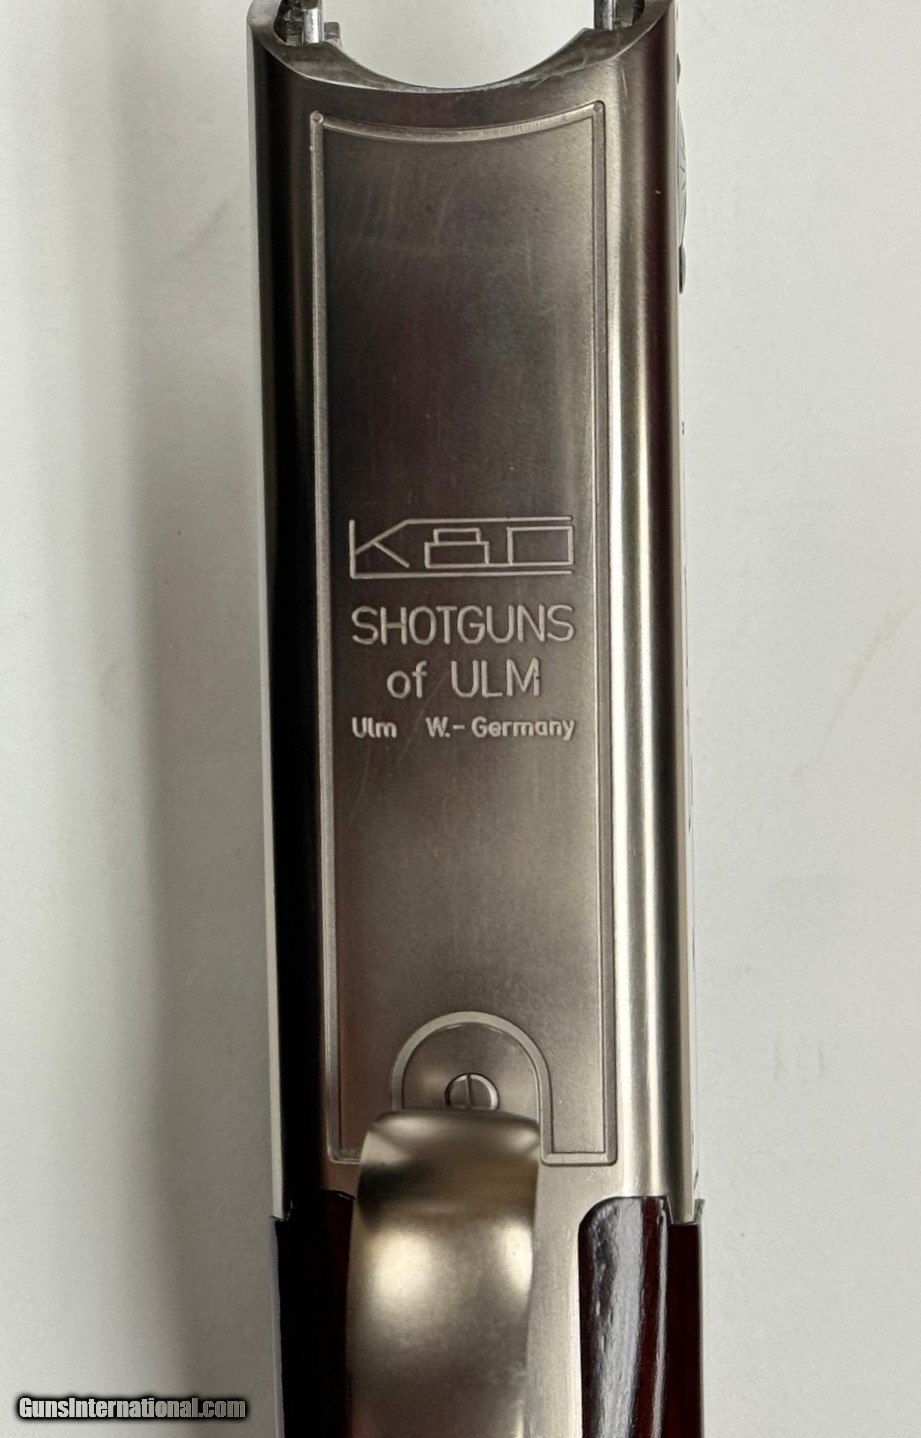 K80
SHOTGUNS
of ULM
Ulm W.-Germany
GunsInternational.com